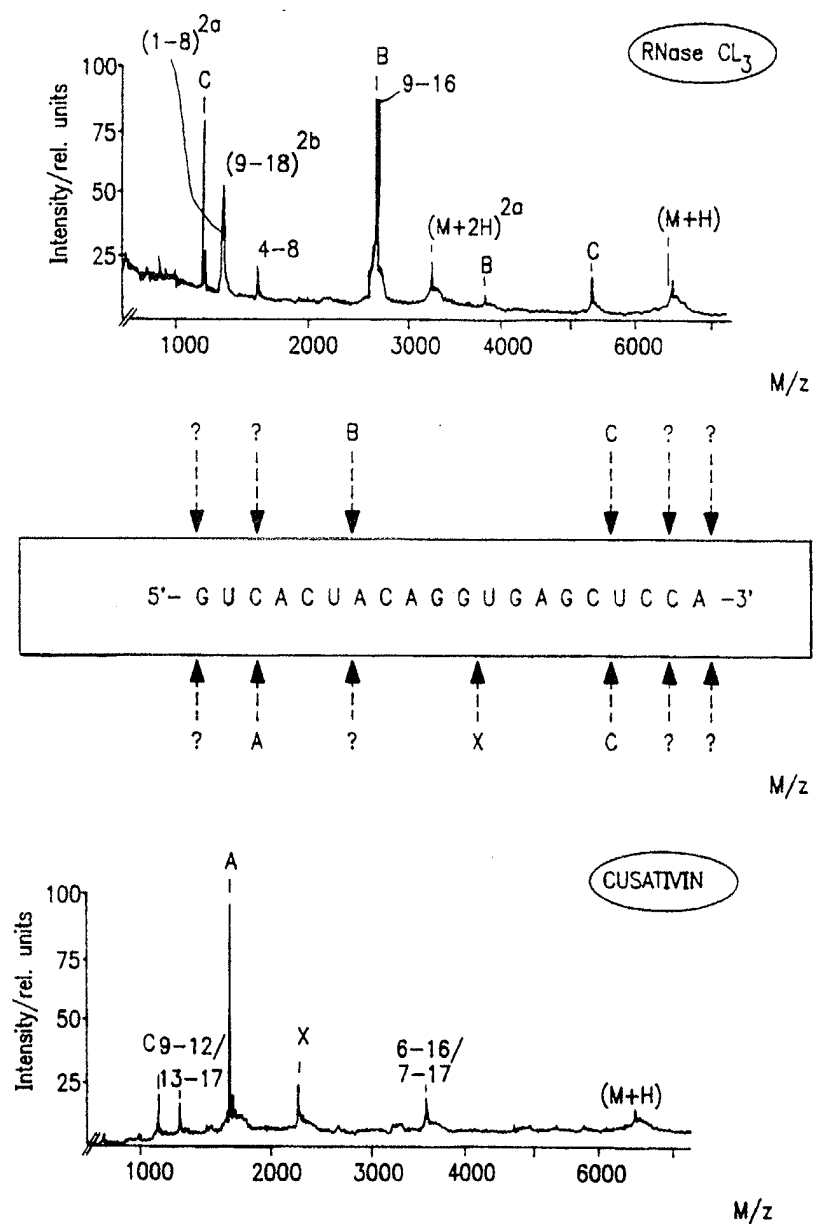 (1-8)2a
C
B
RNase CL3
9-16
(9-18)2b
(M+2H)2a
(M+H)
4-8
B
C
Intensity/rel. units
100
75
50
25
1000 2000 3000 4000 6000
M/z
? ? B C ? ?
5'- G U C A C U A C A G G U G A G C U C C A -3'
? A ? X C ? ?
M/z
A
CUSATIVIN
Intensity/rel. units
100
75
50
25
X
C 9-12/
13-17
6-16/
7-17
(M+H)
1000 2000 3000 4000 6000
M/z